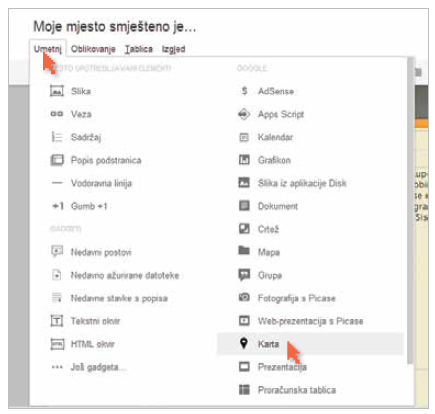 Moje mjesto smješteno je...
Umetni Oblikovanje Tablica Izgled
ČESTO UPOTREBLJAVANI ELEMENTI
Slika
Veza
Sadržaj
Popis podstranica
Vodoravna linija
+1 Gumb +1
GADGETI
Nedavni postovi
Nedavno ažurirane datoteke
Nedavne stavke s popisa
Tekstni okvir
HTML okvir
Još gadgeta...
GOOGLE
$ AdSense
Apps Script
Kalendar
Grafikon
Slika iz aplikacije Disk
Dokument
Crtež
Mapa
Grupa
Fotografija s Picase
Web-prezentacija s Picase
Karta
Prezentacija
Proračunska tablica